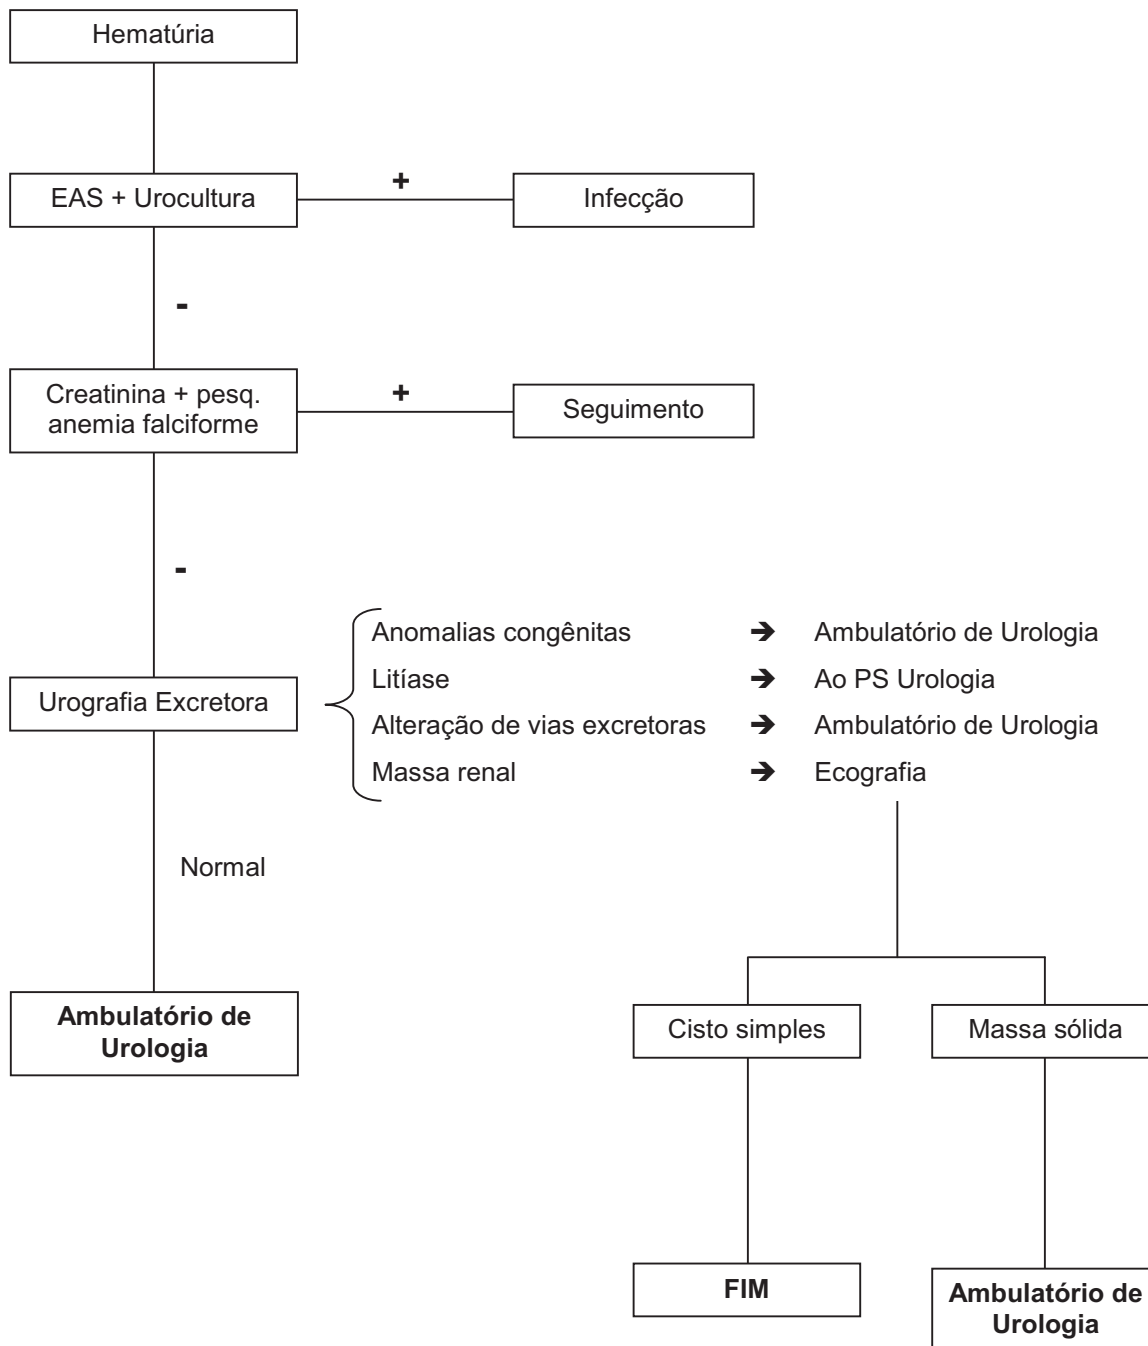 Hematúria
EAS + Urocultura
+
Infecção
-
Creatinina + pesq.
anemia falciforme
+
Seguimento
-
Urografia Excretora
Anomalias congênitas ➔ Ambulatório de Urologia
Litíase ➔ Ao PS Urologia
Alteração de vias excretoras ➔ Ambulatório de Urologia
Massa renal ➔ Ecografia
Normal
Ambulatório de
Urologia
Cisto simples
Massa sólida
FIM
Ambulatório de
Urologia